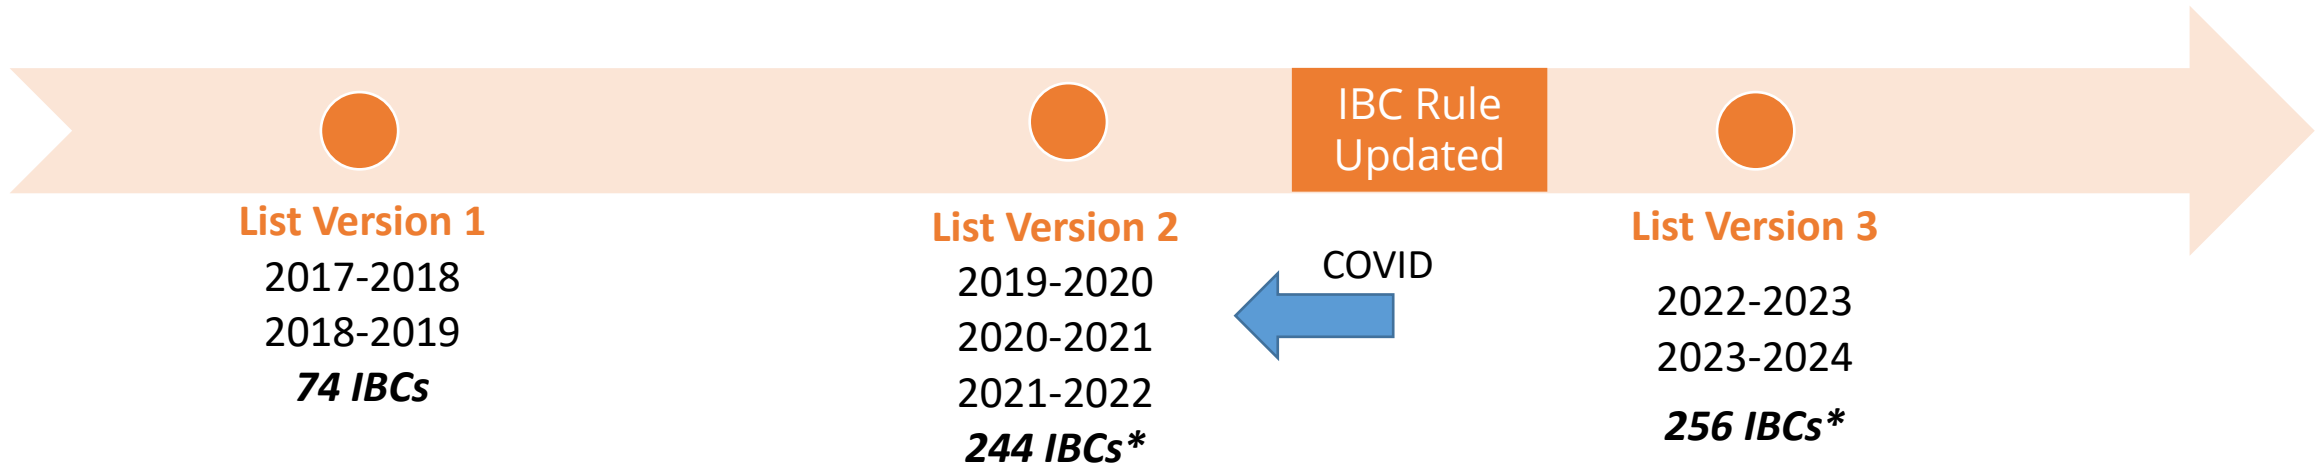 IBC Rule
Updated
List Version 1
2017-2018
2018-2019
74 IBCs
List Version 2
2019-2020
2020-2021
2021-2022
244 IBCs*
COVID
List Version 3
2022-2023
2023-2024
256 IBCs*